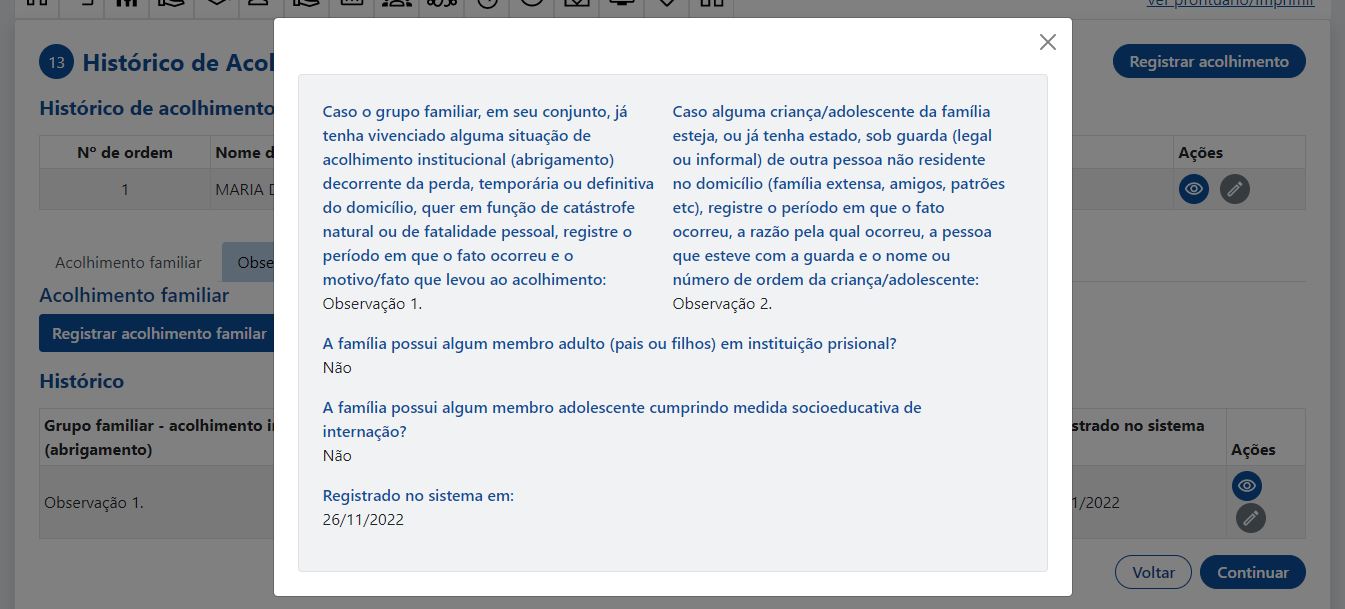 Ver prontuário/Imprimir
13 Histórico de Acol
Registrar acolhimento
Histórico de acolhimento
Nº de ordem Nome d Ações
1 MARIA D
Acolhimento familiar Obse
Acolhimento familiar
Registrar acolhimento familar
Histórico
Grupo familiar - acolhimento i
(abrigamento)
strado no sistema
Ações
Observação 1.
1/2022
Voltar Continuar
Caso o grupo familiar, em seu conjunto, já
tenha vivenciado alguma situação de
acolhimento institucional (abrigamento)
decorrente da perda, temporária ou definitiva
do domicílio, quer em função de catástrofe
natural ou de fatalidade pessoal, registre o
período em que o fato ocorreu e o
motivo/fato que levou ao acolhimento:
Observação 1.
Caso alguma criança/adolescente da família
esteja, ou já tenha estado, sob guarda (legal
ou informal) de outra pessoa não residente
no domicílio (família extensa, amigos, patrões
etc), registre o período em que o fato
ocorreu, a razão pela qual ocorreu, a pessoa
que esteve com a guarda e o nome ou
número de ordem da criança/adolescente:
Observação 2.
A família possui algum membro adulto (pais ou filhos) em instituição prisional?
Não
A família possui algum membro adolescente cumprindo medida socioeducativa de
internação?
Não
Registrado no sistema em:
26/11/2022